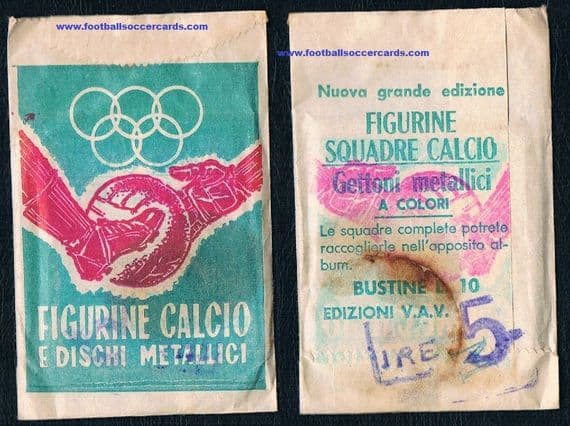 www.footballsoccercards.com
FIGURINE CALCIO
E DISCHI METALLICI
www.footballsoccercards.com
Nuova grande edizione
FIGURINE
SQUADRE CALCIO
Gettoni metallici
A COLORI
Le squadre complete potrete
raccoglierle nell'apposito al-
bum.
BUSTINE L. 10
EDIZIONI V.A.V.
LIRE 5